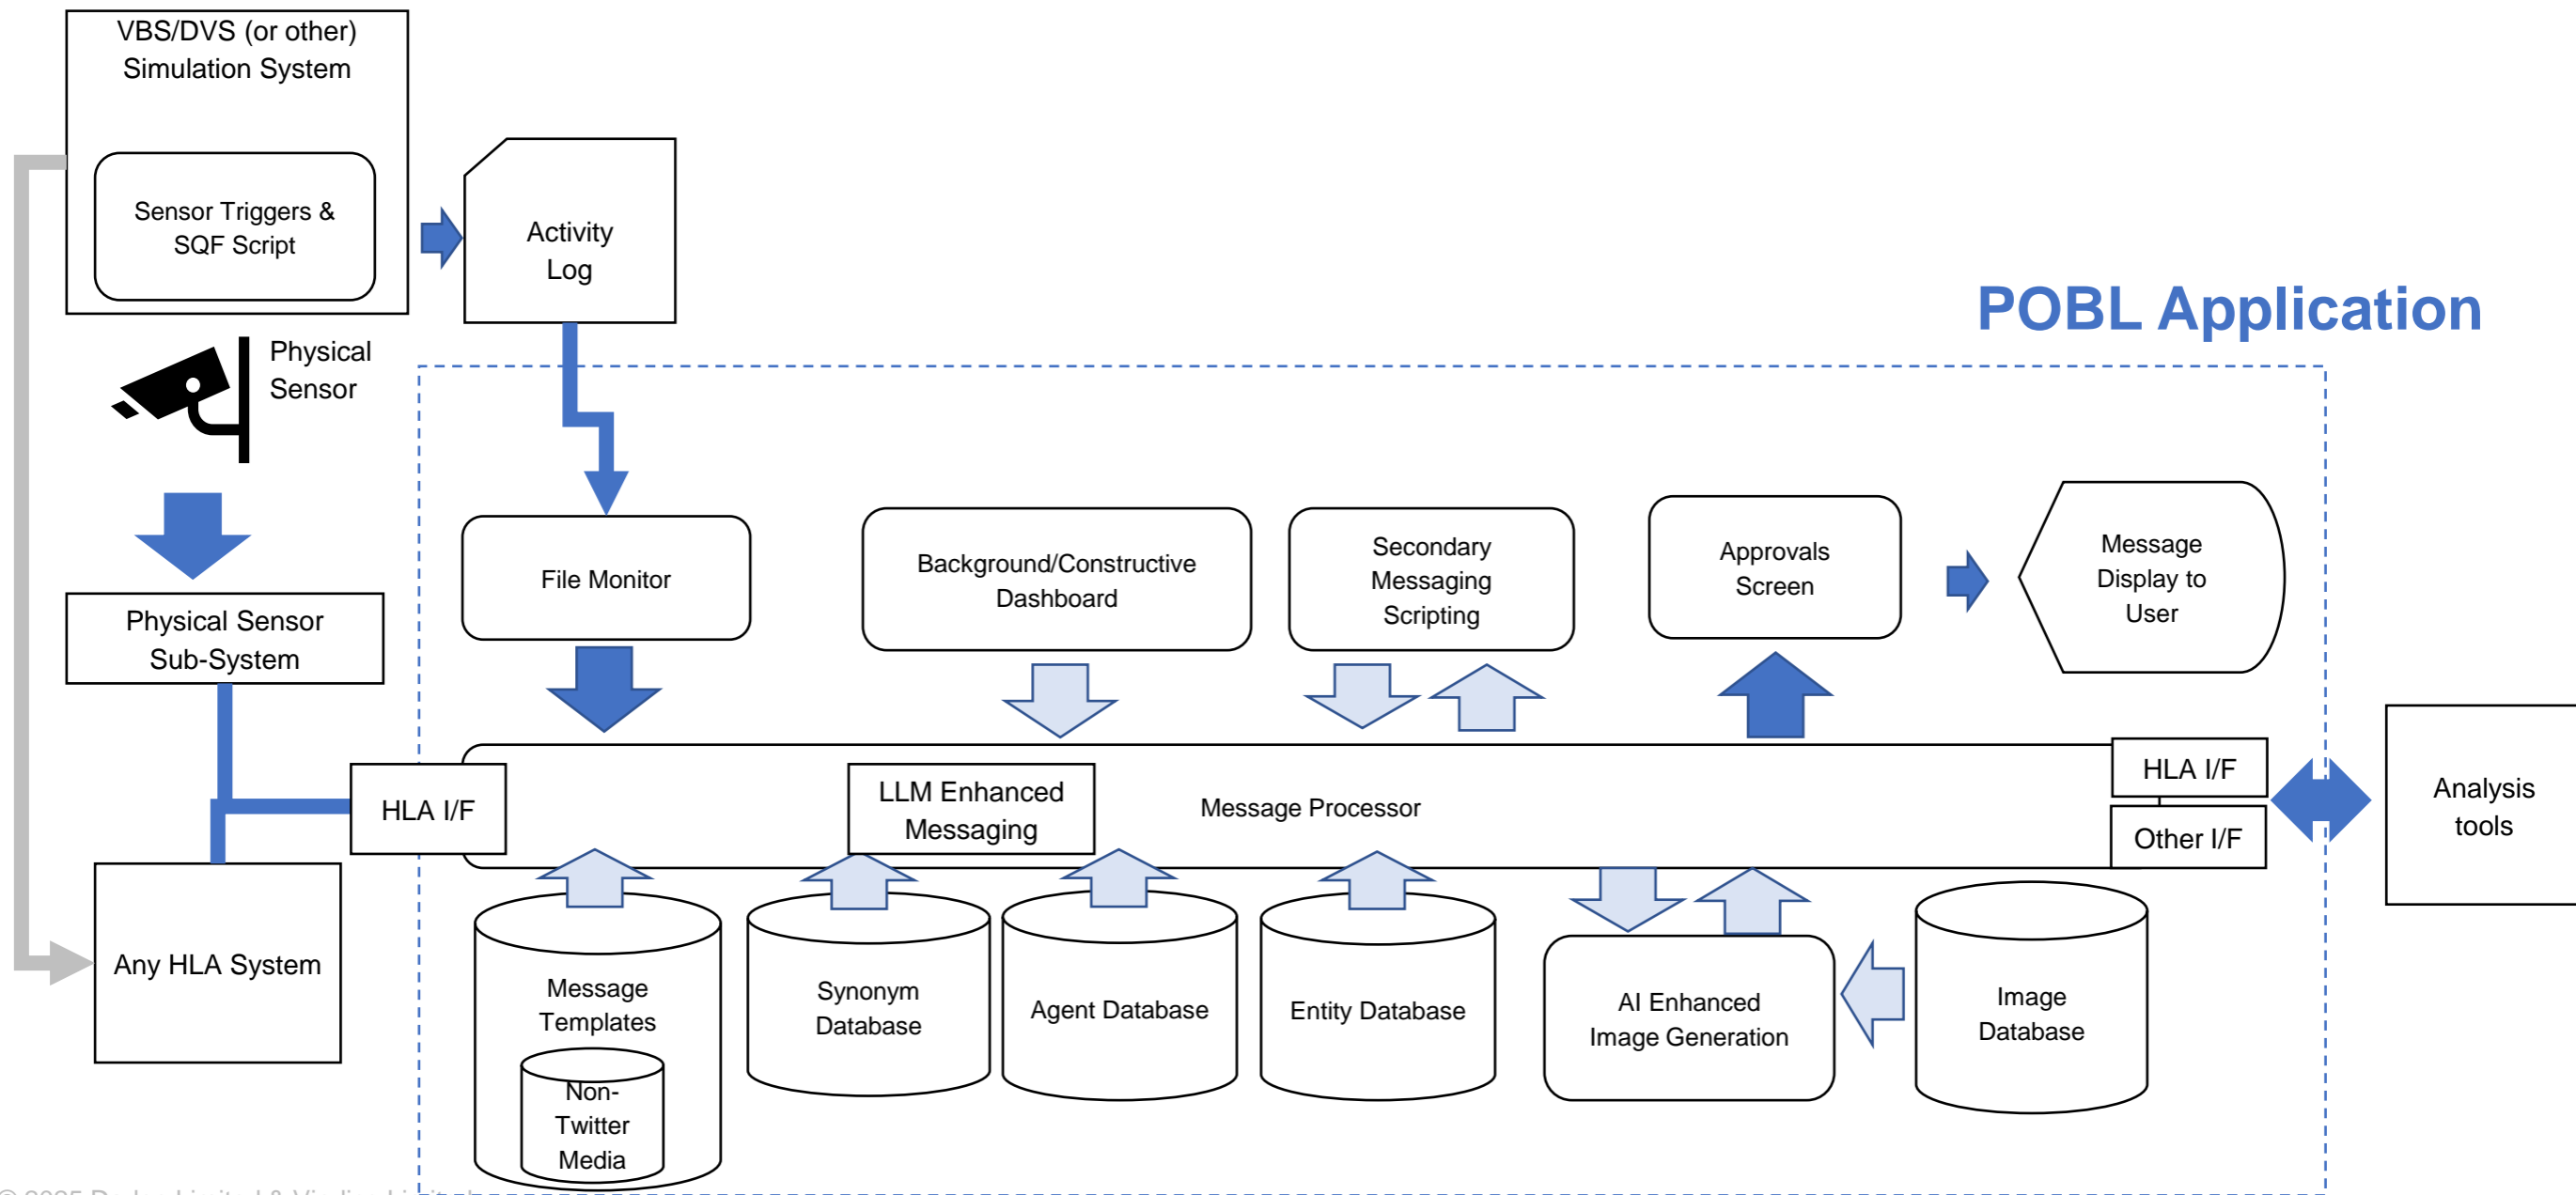 VBS/DVS (or other)
Simulation System
Sensor Triggers &
SQF Script
Activity
Log
POBL Application
Physical
Sensor
Physical Sensor
Sub-System
File Monitor
Background/Constructive
Dashboard
Secondary
Messaging
Scripting
Approvals
Screen
Message
Display to
User
HLA I/F
LLM Enhanced
Messaging
Message Processor
HLA I/F
Other I/F
Analysis
tools
Any HLA System
Message
Templates
Non-
Twitter
Media
Synonym
Database
Agent Database
Entity Database
AI Enhanced
Image Generation
Image
Database